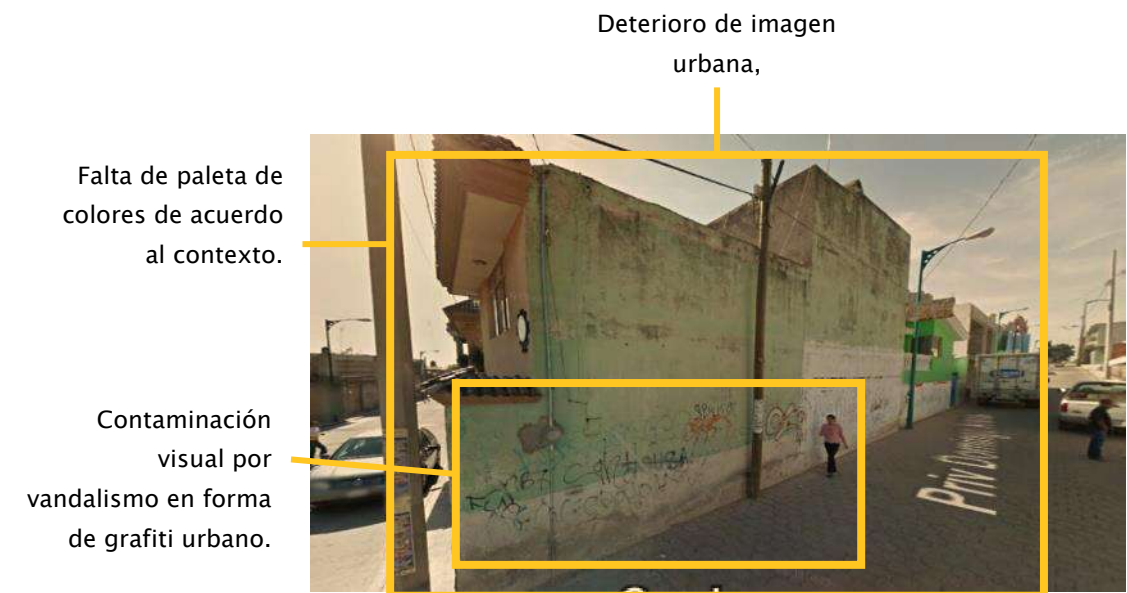 Deterioro de imagen
urbana,
Falta de paleta de
colores de acuerdo
al contexto.
Contaminación
visual por
vandalismo en forma
de grafiti urbano.
Priv